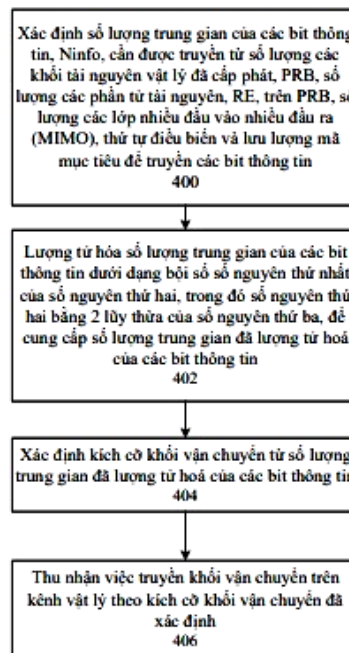 Xác định số lượng trung gian của các bit thông
tin, Ninfo, cần được truyền từ số lượng các
khối tài nguyên vật lý đã cấp phát, PRB, số
lượng các phần tử tài nguyên, RE, trên PRB, số
lượng các lớp nhiều đầu vào nhiều đầu ra
(MIMO), thứ tự điều biến và lưu lượng mã
mục tiêu để truyền các bit thông tin
400
Lượng tử hóa số lượng trung gian của các bit
thông tin dưới dạng bội số số nguyên thứ nhất
của số nguyên thứ hai, trong đó số nguyên thứ
hai bằng 2 lũy thừa của số nguyên thứ ba, để
cung cấp số lượng trung gian đã lượng tử hoá
của các bit thông tin
402
Xác định kích cỡ khối vận chuyển từ số lượng
trung gian đã lượng tử hoá của các bit thông tin
404
Thu nhận việc truyền khối vận chuyển trên
kênh vật lý theo kích cỡ khối vận chuyển đã
xác định
406